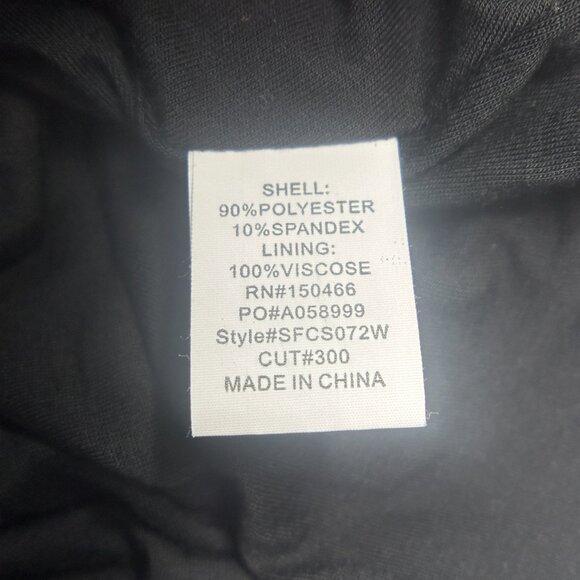 SHELL:
90%POLYESTER
10%SPANDEX
LINING:
100%VISCOSE
RN#150466
PO#A058999
Style#SFCS072W
CUT#300
MADE IN CHINA